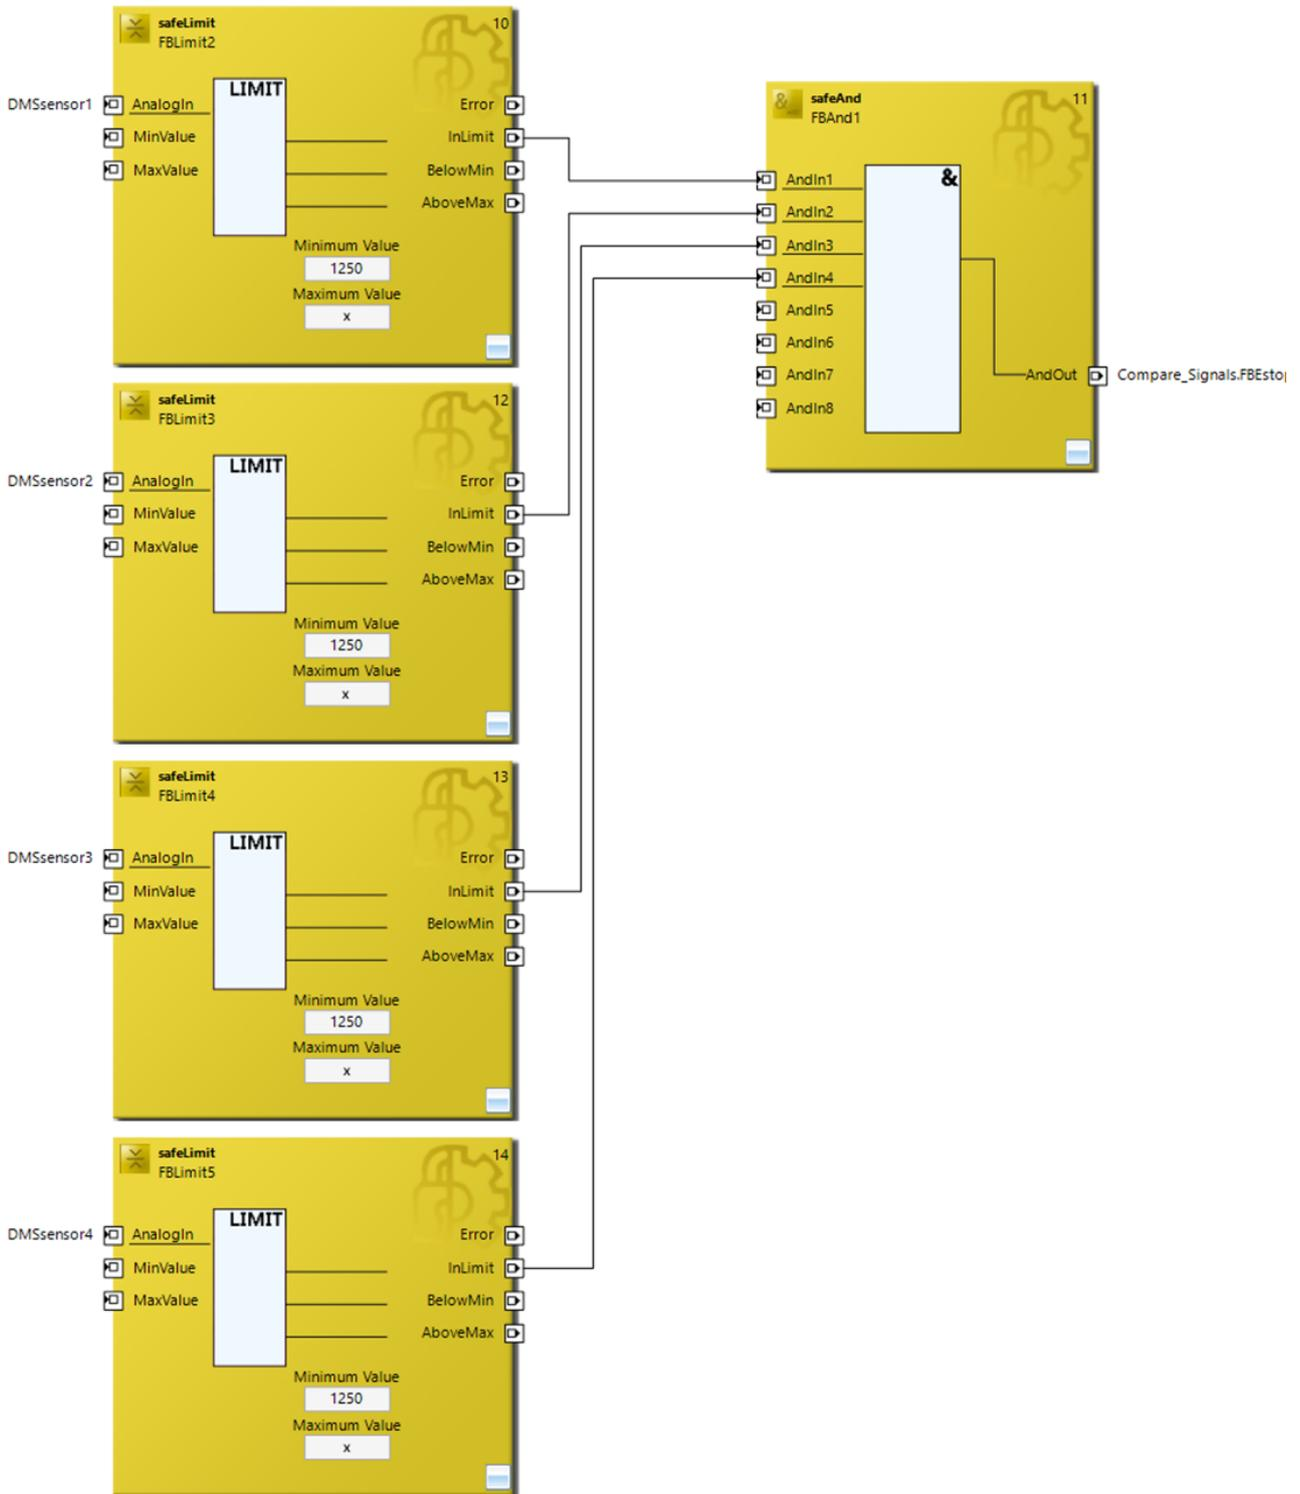 safeLimit
FBLimit2
10
LIMIT
DMSsensor1
AnalogIn
MinValue
MaxValue
Error
InLimit
BelowMin
AboveMax
Minimum Value
1250
Maximum Value
x
safeAnd
FBAnd1
11
&
&
AndIn1
AndIn2
AndIn3
AndIn4
AndIn5
AndIn6
AndIn7
AndIn8
AndOut
Compare_Signals.FBEsto
safeLimit
FBLimit3
12
LIMIT
DMSsensor2
AnalogIn
MinValue
MaxValue
Error
InLimit
BelowMin
AboveMax
Minimum Value
1250
Maximum Value
x
safeLimit
FBLimit4
13
LIMIT
DMSsensor3
AnalogIn
MinValue
MaxValue
Error
InLimit
BelowMin
AboveMax
Minimum Value
1250
Maximum Value
x
safeLimit
FBLimit5
14
LIMIT
DMSsensor4
AnalogIn
MinValue
MaxValue
Error
InLimit
BelowMin
AboveMax
Minimum Value
1250
Maximum Value
x